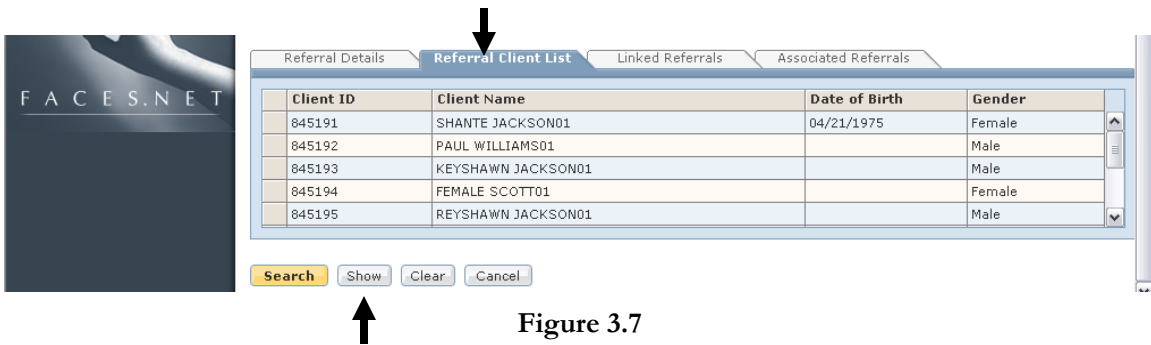 Referral Details Referral Client List Linked Referrals Associated Referrals
FACES.NET
Client ID Client Name Date of Birth Gender
845191 SHANTE JACKSON01 04/21/1975 Female
845192 PAUL WILLIAMS01 Male
845193 KEYSHAWN JACKSON01 Male
845194 FEMALE SCOTT01 Female
845195 REYSHAWN JACKSON01 Male
Search Show Clear Cancel
Figure 3.7